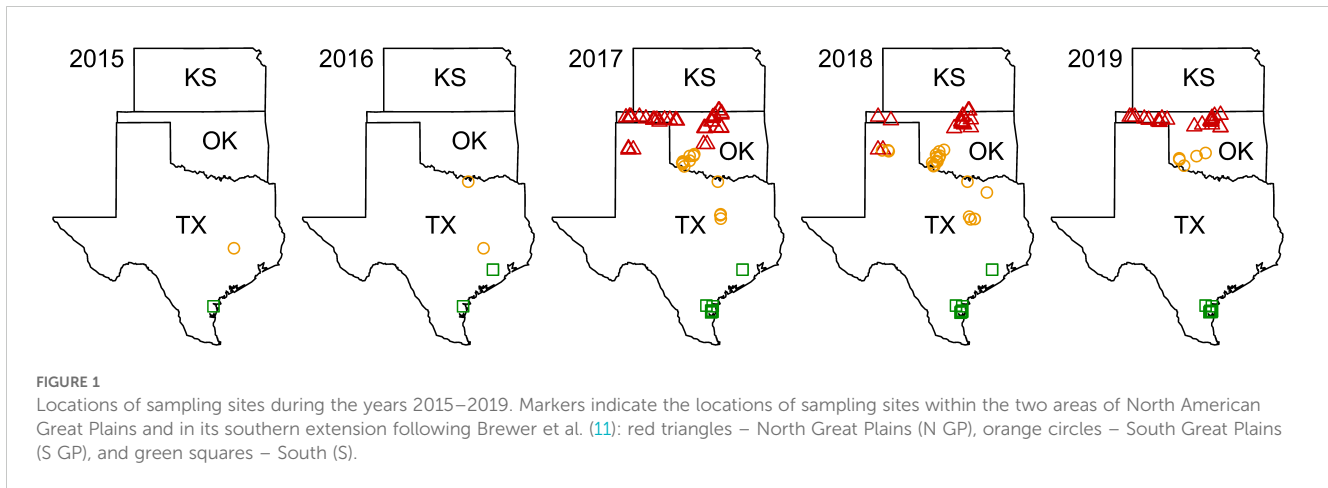 2015 KS OK TX
2016 KS OK TX
2017 KS OK TX
2018 KS OK TX
2019 KS OK TX
FIGURE 1
Locations of sampling sites during the years 2015–2019. Markers indicate the locations of sampling sites within the two areas of North American
Great Plains and in its southern extension following Brewer et al. (11): red triangles – North Great Plains (N GP), orange circles – South Great Plains
(S GP), and green squares – South (S).